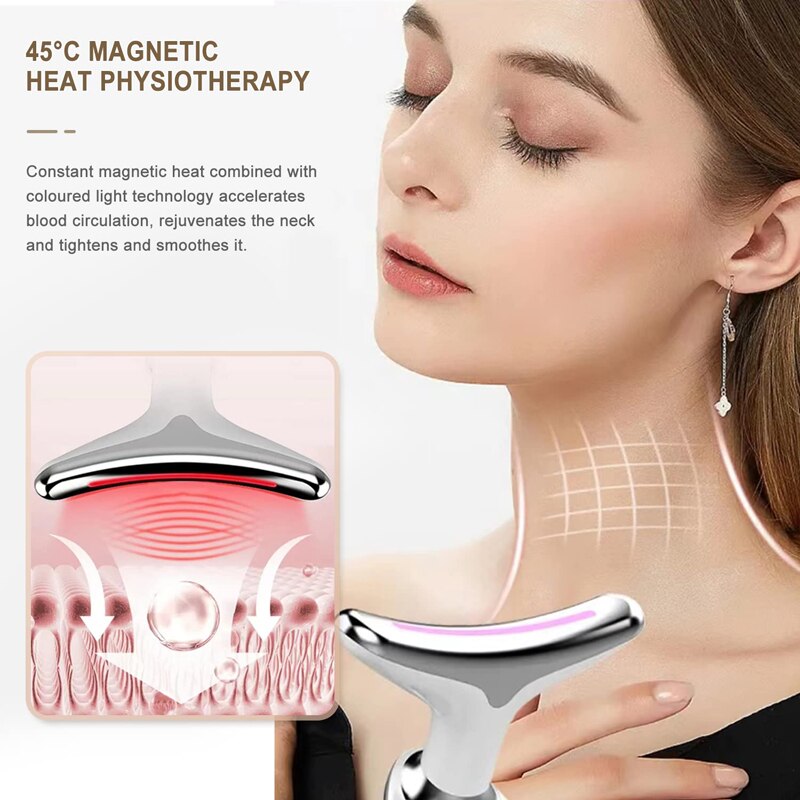 45°C MAGNETIC
HEAT PHYSIOTHERAPY
Constant magnetic heat combined with
coloured light technology accelerates
blood circulation, rejuvenates the neck
and tightens and smoothes it.